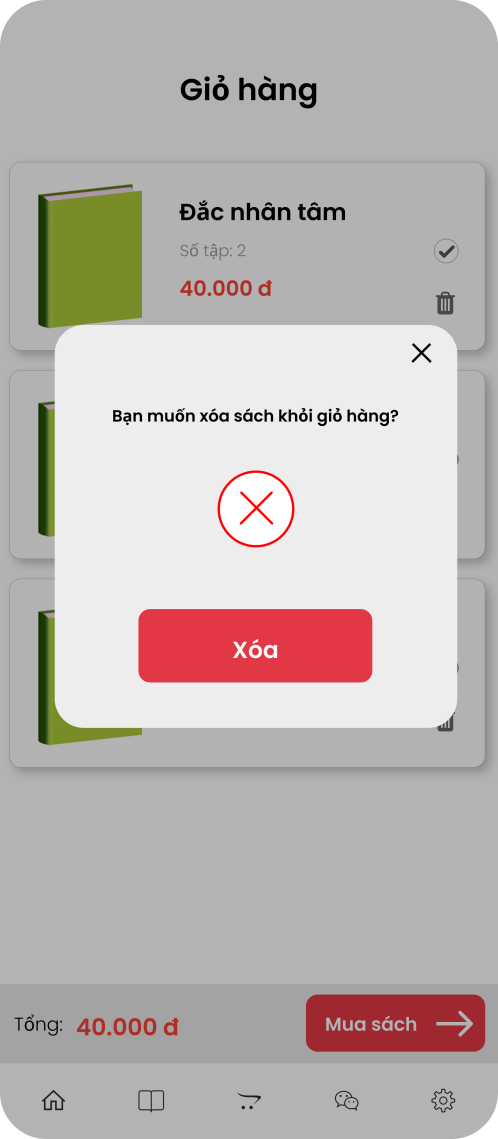 Giỏ hàng
Đắc nhân tâm
Số tập: 2
40.000 đ
Bạn muốn xóa sách khỏi giỏ hàng?
Xóa
Tổng: 40.000 đ
Mua sách